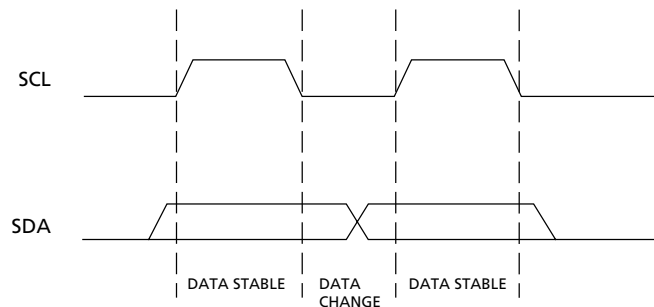 SCL
SDA
DATA STABLE
DATA
CHANGE
DATA STABLE